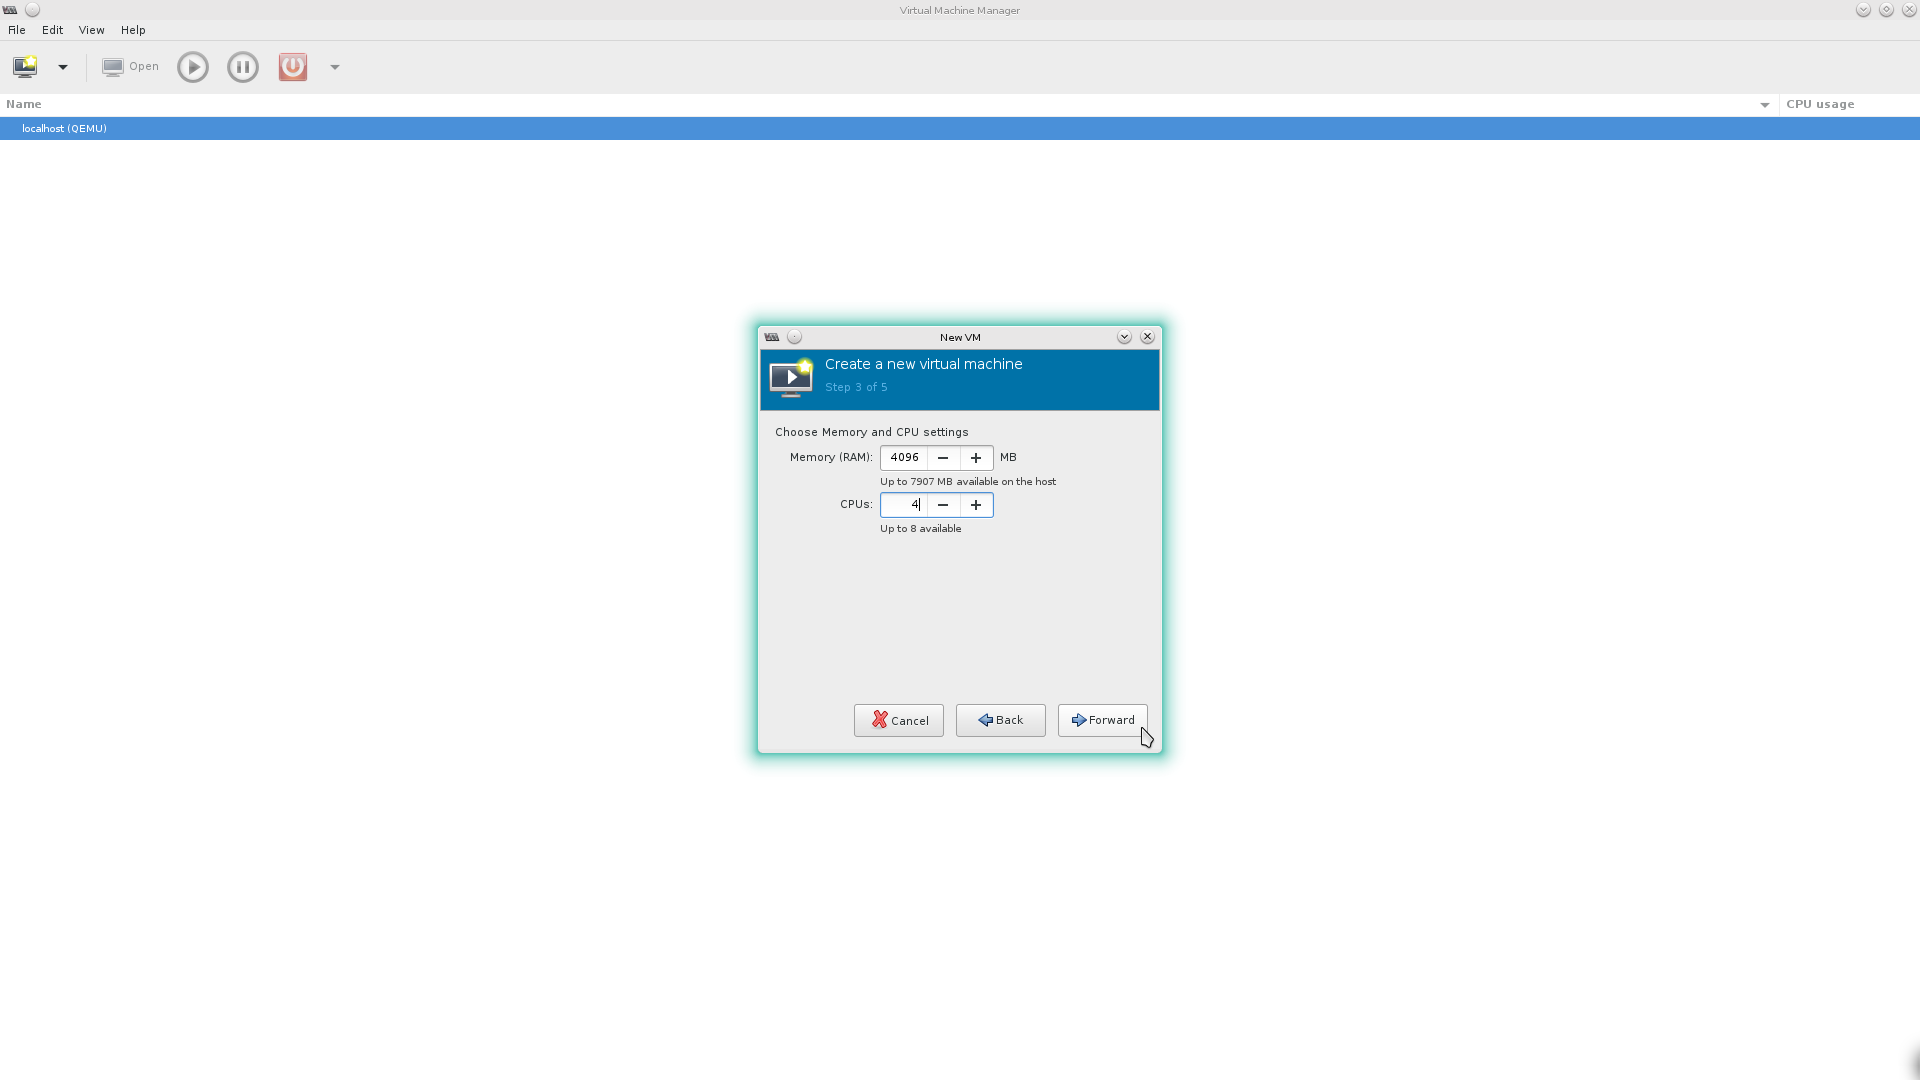 Virtual Machine Manager
File Edit View Help
Open
Name CPU usage
localhost (QEMU)
New VM
Create a new virtual machine
Step 3 of 5
Choose Memory and CPU settings
Memory (RAM): 4096 MB
Up to 7907 MB available on the host
CPUs: 4
Up to 8 available
Cancel Back Forward